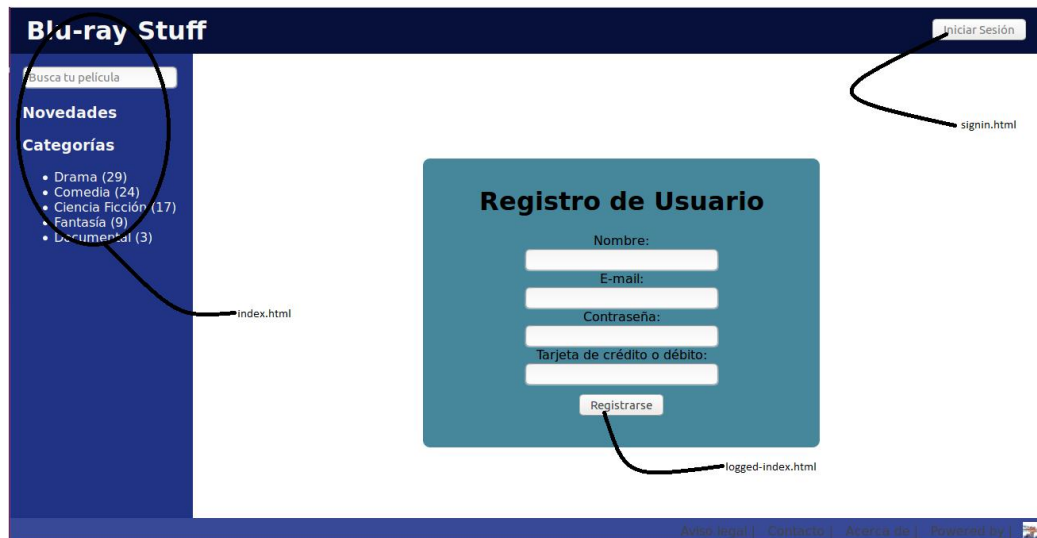 Blu-ray Stuff
Iniciar Sesión
Busca tu película
Novedades
Categorías
Drama (29)
Comedia (24)
Ciencia Ficción (17)
Fantasía (9)
Documental (3)
index.html
signin.html
Registro de Usuario
Nombre:
E-mail:
Contraseña:
Tarjeta de crédito o débito:
Registrarse
logged-index.html
Aviso legal | Contacto | Acerca de | Powered by |